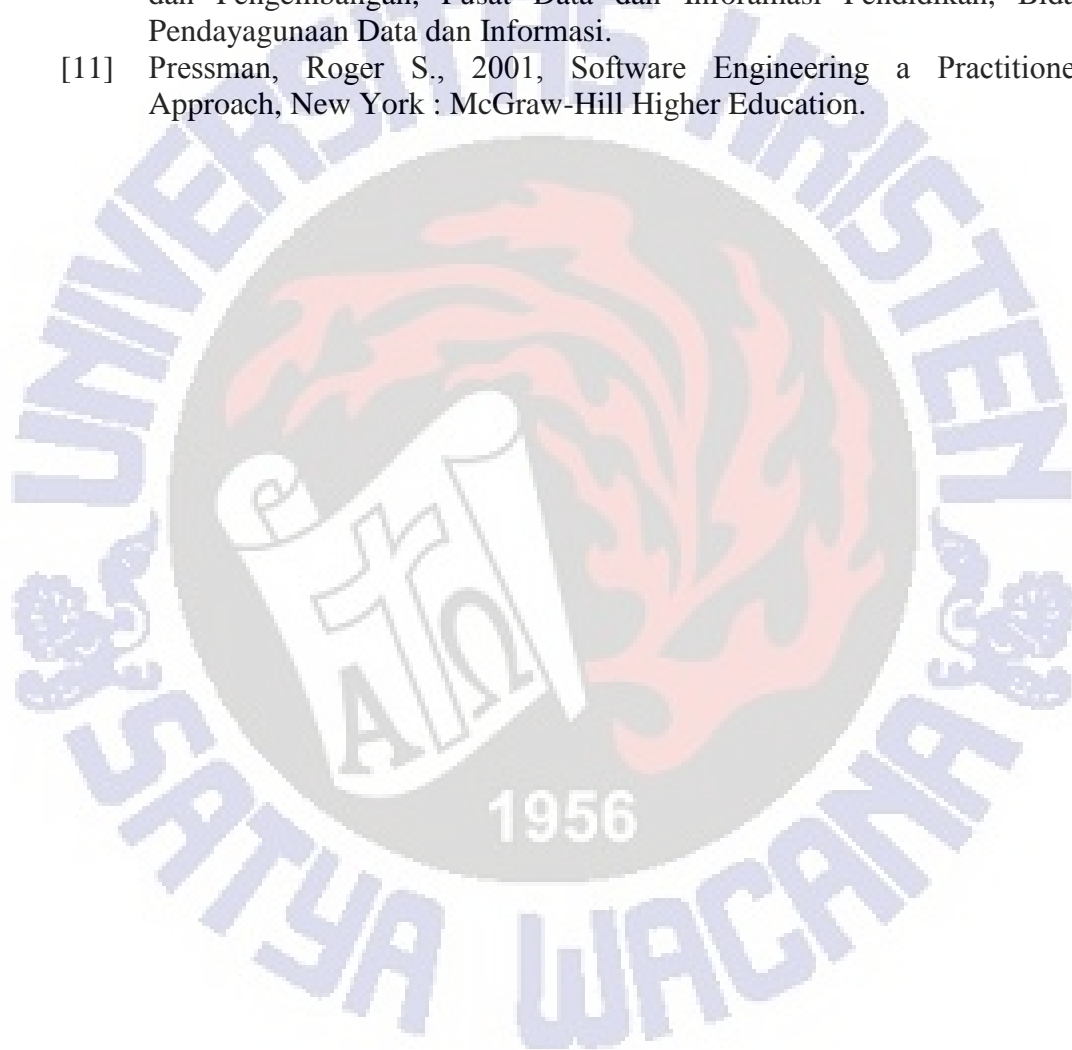 dan Pengembangan, Pusat Data dan Inforamasi Pendidikan, Bida
Pendayagunaan Data dan Informasi.
[11] Pressman, Roger S., 2001, Software Engineering a Practitione
Approach, New York : McGraw-Hill Higher Education.
UNIVERSITAS KRISTEN
Α Ω
1956
SATYA WACANA